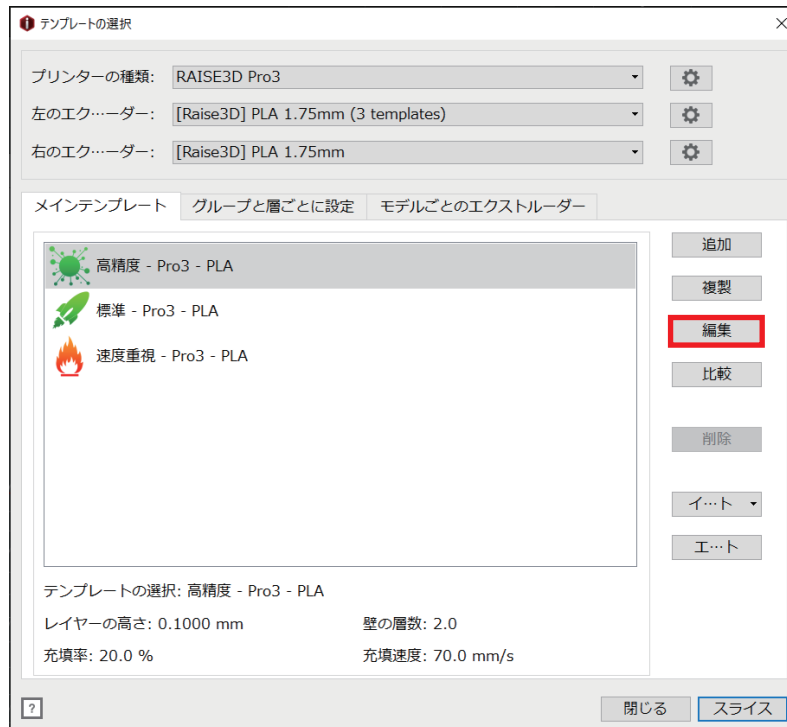 テンプレートの選択
プリンターの種類: RAISE3D Pro3
左のエク…ーダー: [Raise3D] PLA 1.75mm (3 templates)
右のエク…ーダー: [Raise3D] PLA 1.75mm
メインテンプレート グループと層ごとに設定 モデルごとのエクストルーダー
高精度 - Pro3 - PLA
標準 - Pro3 - PLA
速度重視 - Pro3 - PLA
追加
複製
編集
比較
削除
イ…ト
エ…ト
テンプレートの選択: 高精度 - Pro3 - PLA
レイヤーの高さ: 0.1000 mm 壁の層数: 2.0
充填率: 20.0 % 充填速度: 70.0 mm/s
? 閉じる スライス